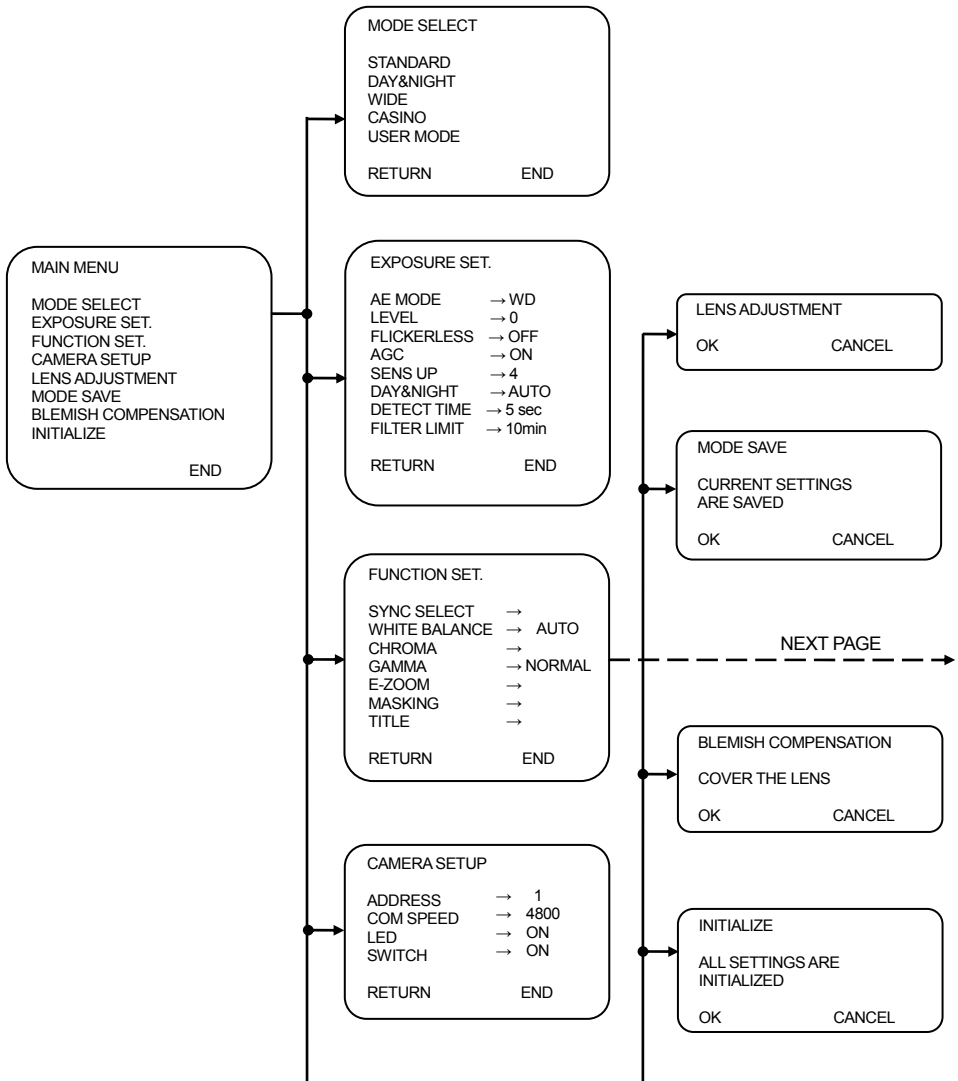 MAIN MENU
MODE SELECT
EXPOSURE SET.
FUNCTION SET.
CAMERA SETUP
LENS ADJUSTMENT
MODE SAVE
BLEMISH COMPENSATION
INITIALIZE
END
MODE SELECT
STANDARD
DAY&NIGHT
WIDE
CASINO
USER MODE
RETURN END
EXPOSURE SET.
AE MODE → WD
LEVEL → 0
FLICKERLESS → OFF
AGC → ON
SENS UP → 4
DAY&NIGHT → AUTO
DETECT TIME → 5 sec
FILTER LIMIT → 10min
RETURN END
FUNCTION SET.
SYNC SELECT →
WHITE BALANCE → AUTO
CHROMA →
GAMMA → NORMAL
E-ZOOM →
MASKING →
TITLE →
RETURN END
NEXT PAGE
CAMERA SETUP
ADDRESS → 1
COM SPEED → 4800
LED → ON
SWITCH → ON
RETURN END
LENS ADJUSTMENT
OK CANCEL
MODE SAVE
CURRENT SETTINGS
ARE SAVED
OK CANCEL
BLEMISH COMPENSATION
COVER THE LENS
OK CANCEL
INITIALIZE
ALL SETTINGS ARE
INITIALIZED
OK CANCEL